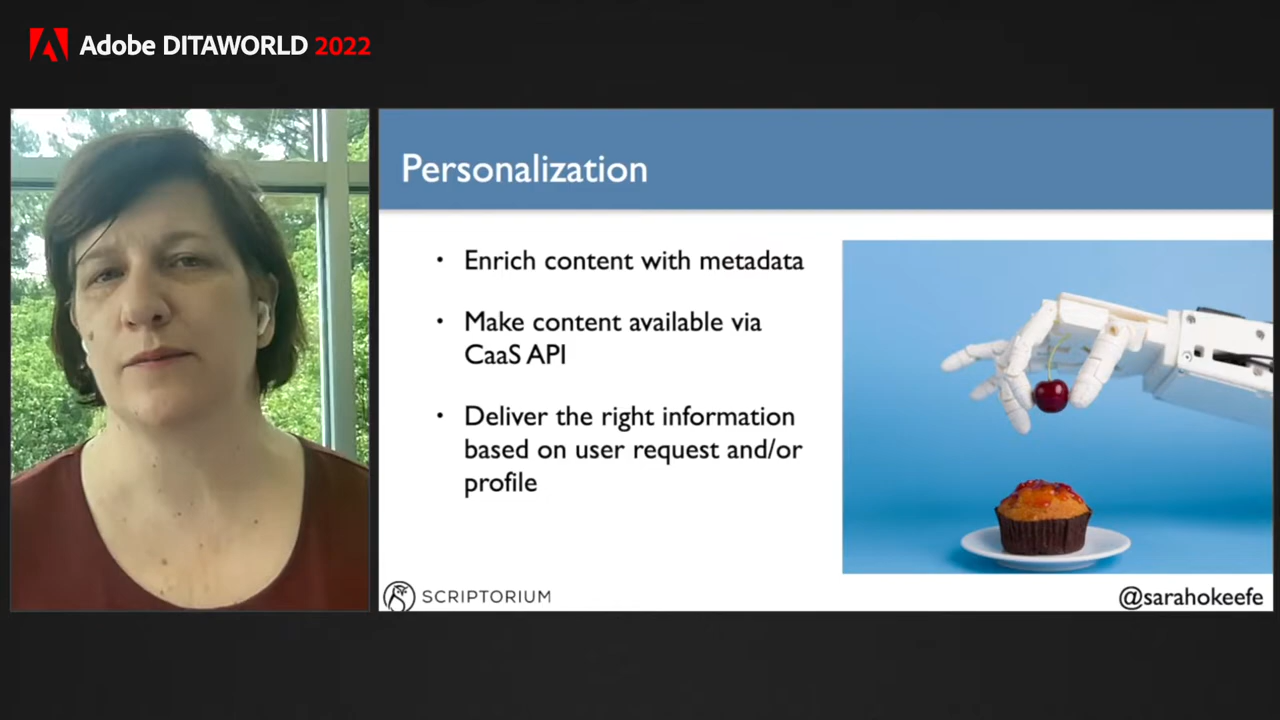 Adobe DITAWORLD 2022
Personalization
• Enrich content with metadata
• Make content available via
CaaS API
• Deliver the right information
based on user request and/or
profile
SCRIPTORIUM
@sarahokeefe